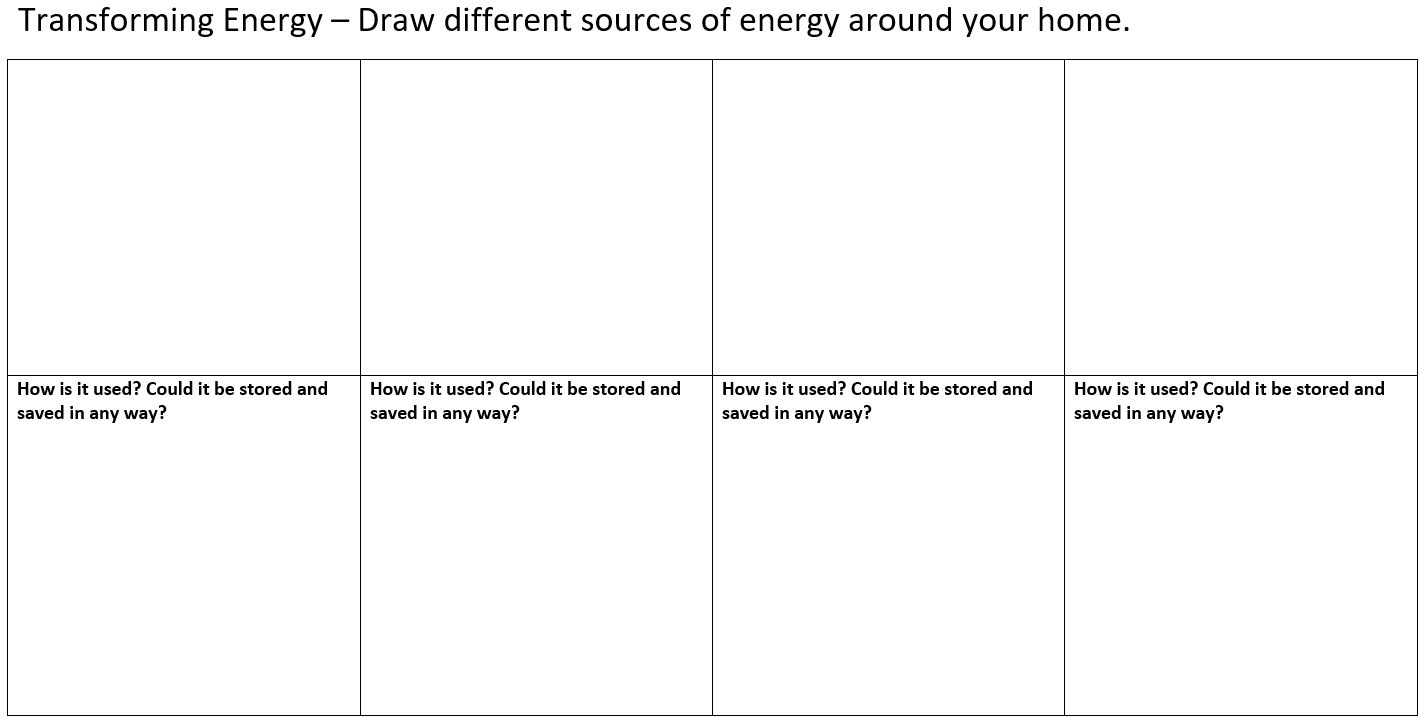 Transforming Energy – Draw different sources of energy around your home.
How is it used? Could it be stored and
saved in any way?
How is it used? Could it be stored and
saved in any way?
How is it used? Could it be stored and
saved in any way?
How is it used? Could it be stored and
saved in any way?